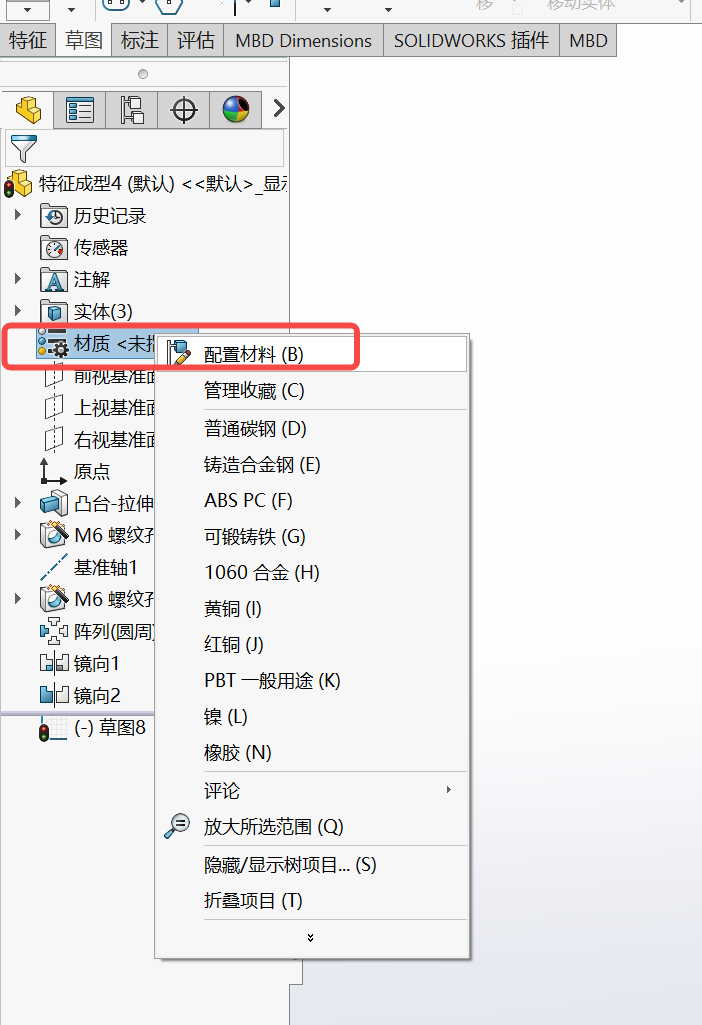 移动实体
特征 草图 标注 评估 MBD Dimensions SOLIDWORKS 插件 MBD
特征成型4 (默认) <<默认>_显示
历史记录
传感器
注解
实体(3)
材质 <未指
配置材料 (B)
管理收藏 (C)
普通碳钢 (D)
铸造合金钢 (E)
ABS PC (F)
可锻铸铁 (G)
1060 合金 (H)
黄铜 (I)
红铜 (J)
PBT 一般用途 (K)
镍 (L)
橡胶 (N)
评论
放大所选范围 (Q)
隐藏/显示树项目... (S)
折叠项目 (T)
前视基准面
上视基准面
右视基准面
原点
凸台-拉伸
M6 螺纹孔
基准轴1
M6 螺纹孔
阵列(圆周)
镜向1
镜向2
(-) 草图8